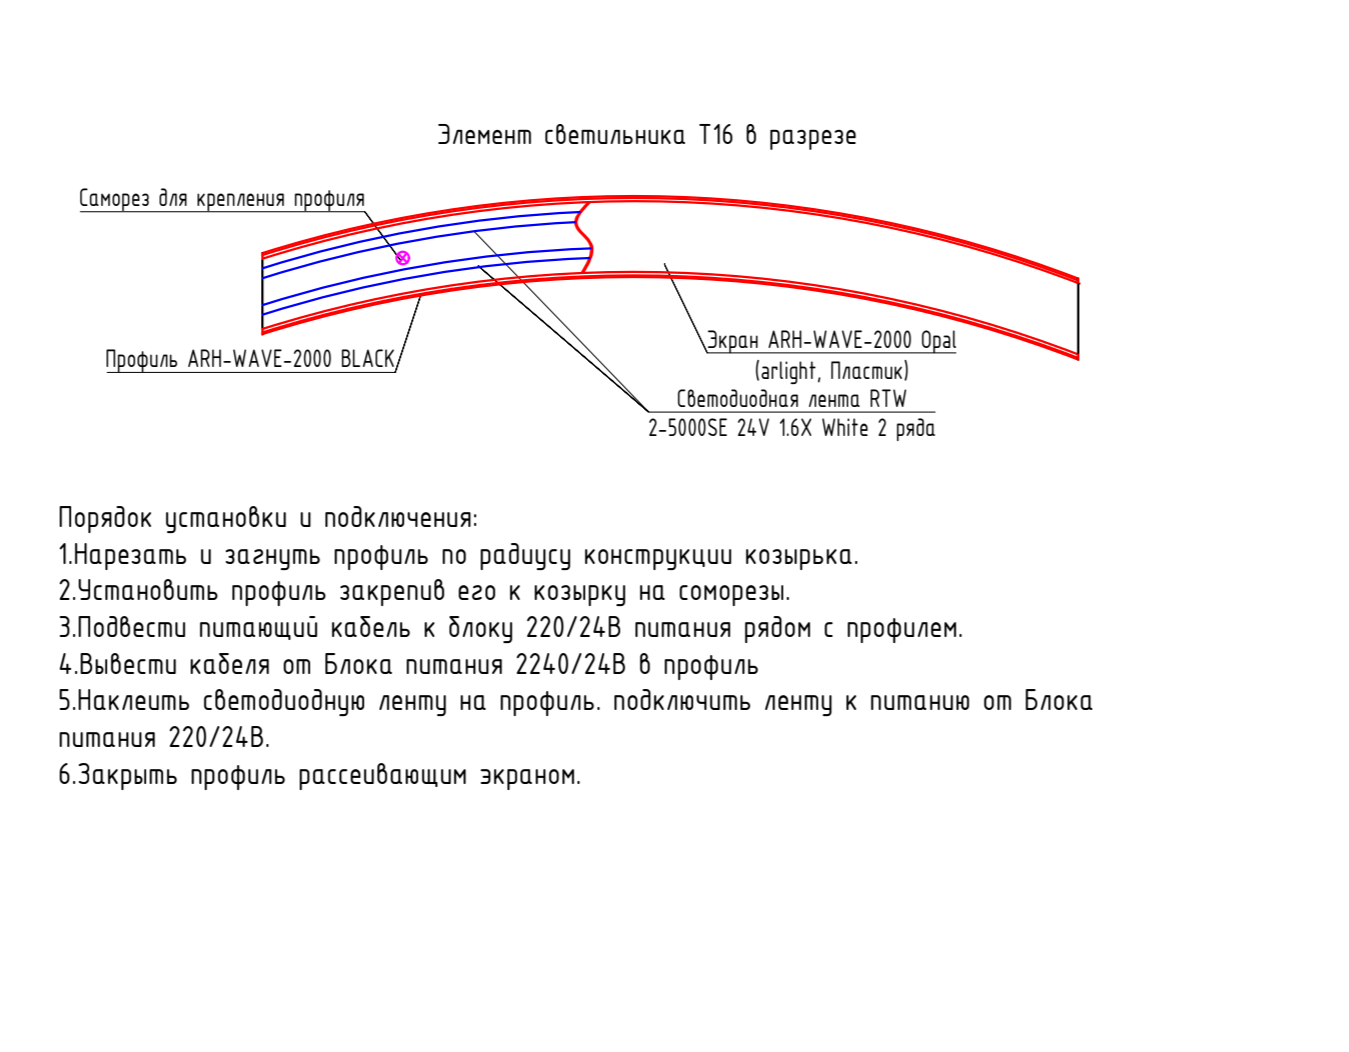 Элемент светильника Т16 в разрезе
Саморез для крепления профиля
Профиль ARH-WAVE-2000 BLACK
Экран ARH-WAVE-2000 Opal
(arlight, Пластик)
Светодиодная лента RTW
2-5000SE 24V 1.6X White 2 ряда
Порядок установки и подключения:
1.Нарезать и загнуть профиль по радиусу конструкции козырька.
2.Установить профиль закрепив его к козырку на соморезы.
3.Подвести питающий кабель к блоку 220/24В питания рядом с профилем.
4.Вывести кабеля от Блока питания 2240/24В в профиль
5.Наклеить светодиодную ленту на профиль. подключить ленту к питанию от Блока
питания 220/24В.
6.Закрыть профиль рассеивающим экраном.